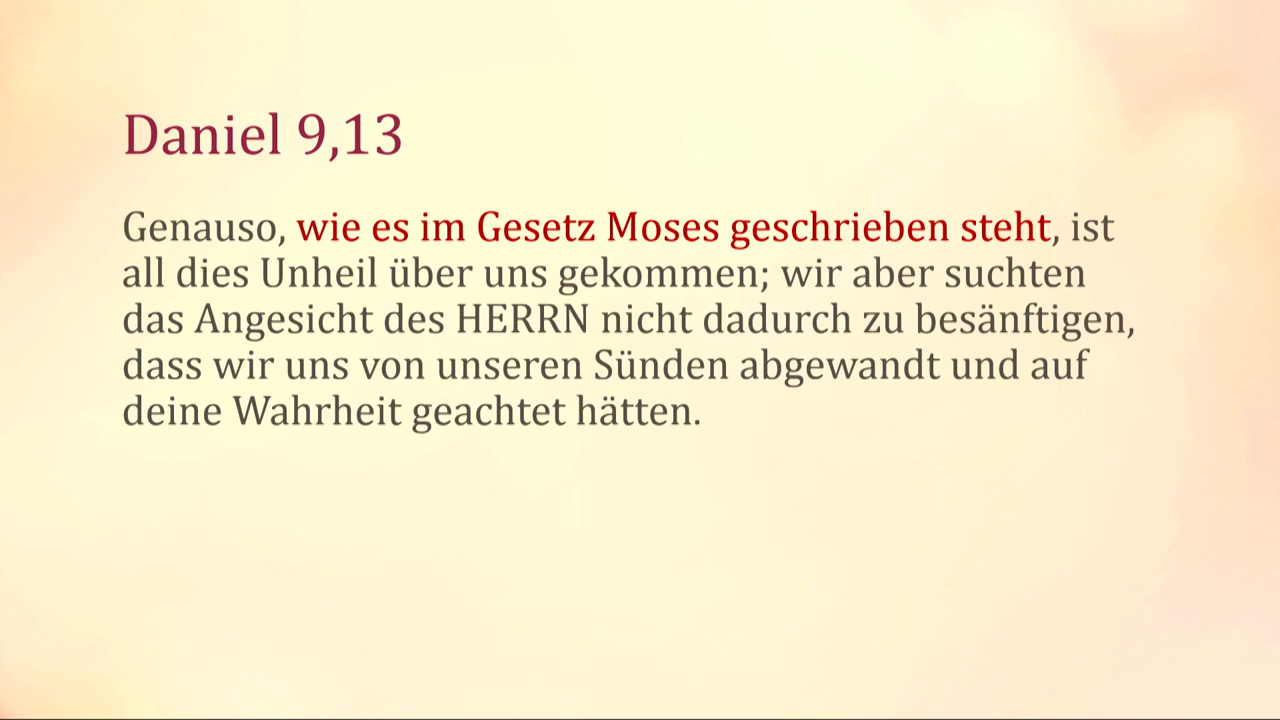 Daniel 9,13
Genauso, wie es im Gesetz Moses geschrieben steht, ist
all dies Unheil über uns gekommen; wir aber suchten
das Angesicht des HERRN nicht dadurch zu besänftigen,
dass wir uns von unseren Sünden abgewandt und auf
deine Wahrheit geachtet hätten.